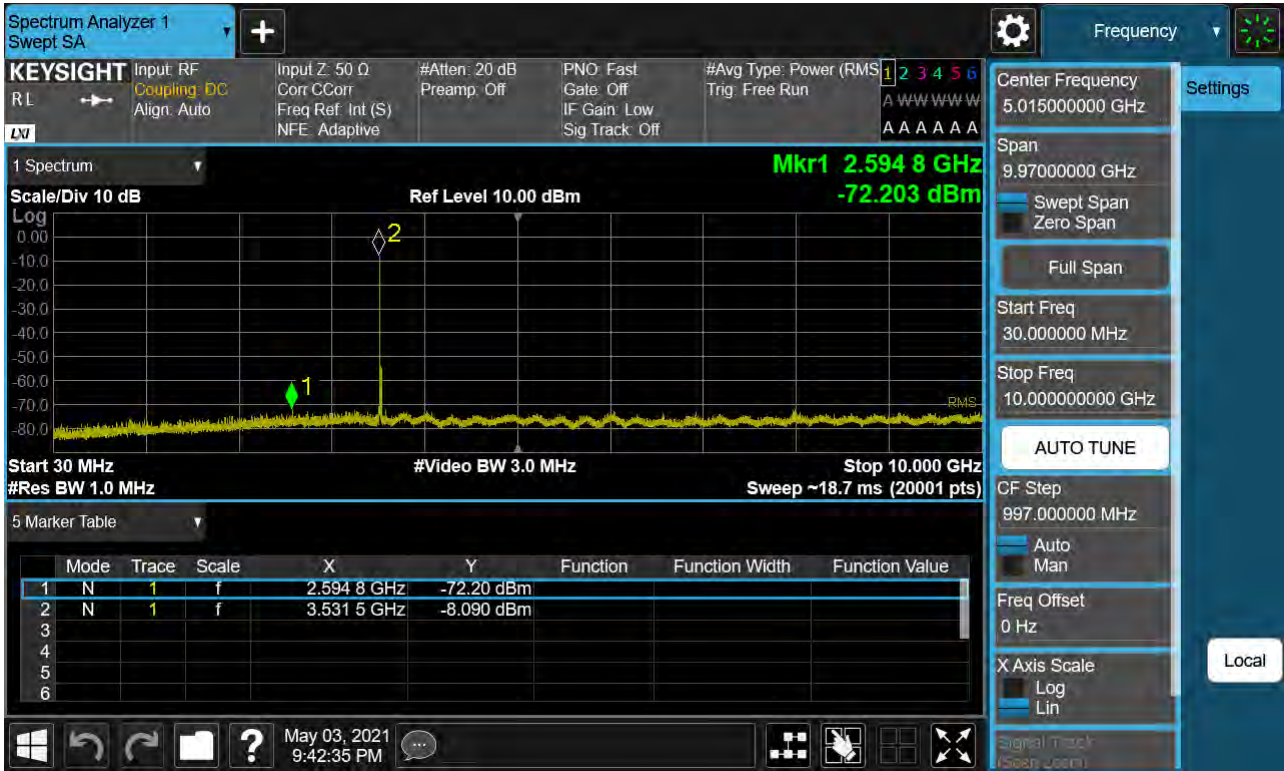 Spectrum Analyzer 1
Swept SA
+
Frequency
KEYSIGHT
RL
LXI
Input: RF
Coupling: DC
Align: Auto
Input Z: 50 Ω
Corr CCorr
Freq Ref: Int (S)
NFE: Adaptive
#Atten: 20 dB
Preamp: Off
PNO: Fast
Gate: Off
IF Gain: Low
Sig Track: Off
#Avg Type: Power (RMS
Trig: Free Run
1 2 3 4 5 6
A W W W W W
A A A A A A
1 Spectrum
Scale/Div 10 dB
Ref Level 10.00 dBm
Mkr1 2.594 8 GHz
-72.203 dBm
Log
0.00
-10.0
-20.0
-30.0
-40.0
-50.0
-60.0
-70.0
-80.0
2
1
RMS
Start 30 MHz
#Video BW 3.0 MHz
Stop 10.000 GHz
#Res BW 1.0 MHz
Sweep ~18.7 ms (20001 pts)
5 Marker Table
Mode Trace Scale X Y Function Function Width Function Value
1 N 1 f 2.594 8 GHz -72.20 dBm
2 N 1 f 3.531 5 GHz -8.090 dBm
3
4
5
6
Center Frequency
5.015000000 GHz
Settings
Span
9.97000000 GHz
Swept Span
Zero Span
Full Span
Start Freq
30.000000 MHz
Stop Freq
10.000000000 GHz
AUTO TUNE
CF Step
997.000000 MHz
Auto
Man
Freq Offset
0 Hz
X Axis Scale
Log
Lin
Signal Track
(Span Zoom)
Local
?
May 03, 2021
9:42:35 PM